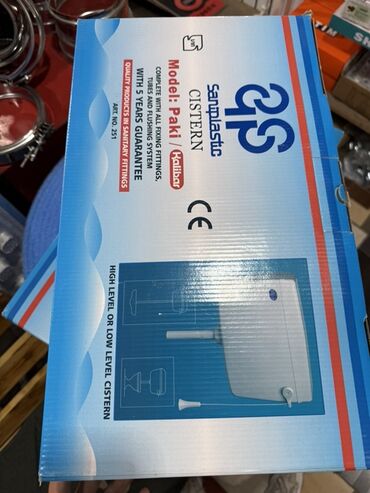 Saniplastic
CISTERN
Model: Paki / Kalibar
COMPLETE WITH ALL FIXING FITTINGS,
TUBES AND FLUSHING SYSTEM
WITH 5 YEARS GUARANTEE
QUALITY PRODUCTS IN SANITARY FITTINGS
ART. NO. 251
CE
HIGH LEVEL OR LOW LEVEL CISTERN